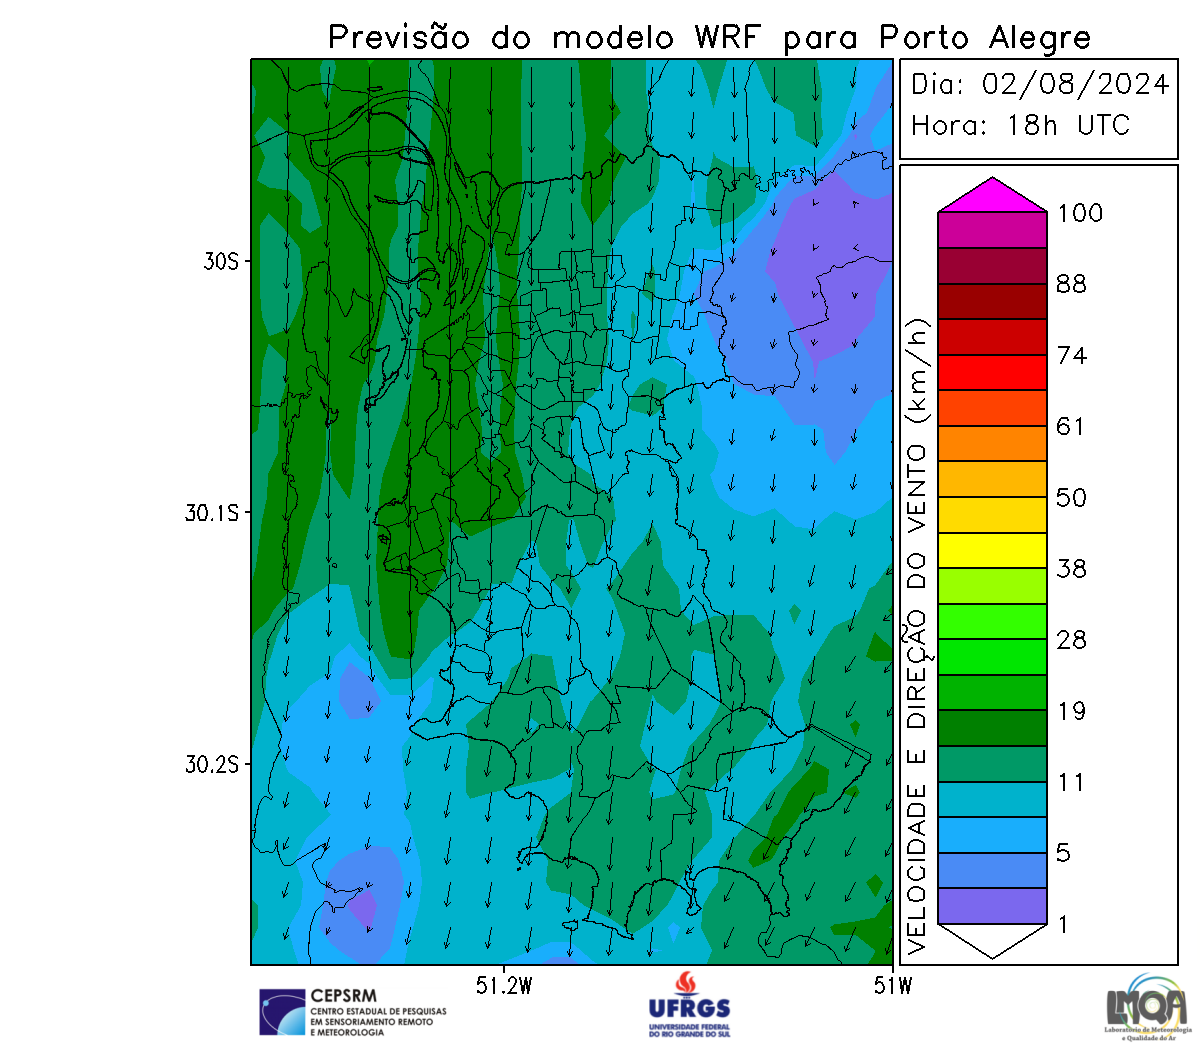 Previsão do modelo WRF para Porto Alegre
Dia: 02/08/2024
Hora: 18h UTC
30S
30.1S
30.2S
51.2W
51W
VELOCIDADE E DIREÇÃO DO VENTO (km/h)
100
88
74
61
50
38
28
19
11
5
1
CEPSRM
CENTRO ESTADUAL DE PESQUISAS
EM SENSORIAMENTO REMOTO
E METEOROLOGIA
UFRGS
UNIVERSIDADE FEDERAL
DO RIO GRANDE DO SUL
LMQA
Laboratório de Meteorologia
e Qualidade do Ar